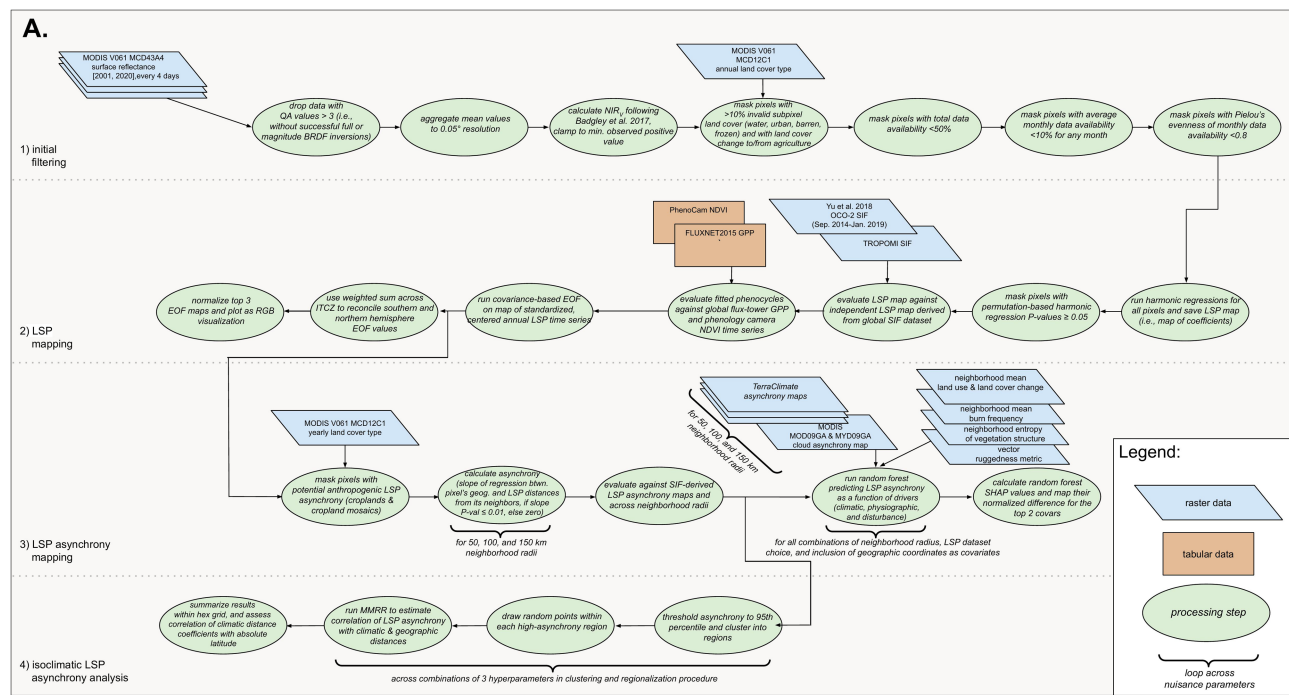 A.
MODIS V061 MCD43A4
surface reflectance
[2001, 2020],every 4 days
drop data with
QA values > 3 (i.e.,
without successful full or
magnitude BRDF inversions)
aggregate mean values
to 0.05° resolution
calculate NIRV following
Badgley et al. 2017,
clamp to min. observed positive
value
MODIS V061
MCD12C1
annual land cover type
mask pixels with
>10% invalid subpixel
land cover (water, urban, barren,
frozen) and with land cover
change to/from agriculture
mask pixels with total data
availability <50%
mask pixels with average
monthly data availability
<10% for any month
mask pixels with Pielou's
evenness of monthly data
availability <0.8
1) initial
filtering
PhenoCam NDVI
FLUXNET2015 GPP
`
Yu et al. 2018
OCO-2 SIF
(Sep. 2014-Jan. 2019)
TROPOMI SIF
normalize top 3
EOF maps and plot as RGB
visualization
use weighted sum across
ITCZ to reconcile southern and
northern hemisphere
EOF values
run covariance-based EOF
on map of standardized,
centered annual LSP time series
evaluate fitted phenocycles
against global flux-tower GPP
and phenology camera
NDVI time series
evaluate LSP map against
independent LSP map derived
from global SIF dataset
mask pixels with
permutation-based harmonic
regression P-values ≥ 0.05
run harmonic regressions for
all pixels and save LSP map
(i.e., map of coefficients)
2) LSP
mapping
MODIS V061 MCD12C1
yearly land cover type
mask pixels with
potential anthropogenic LSP
asynchrony (croplands &
cropland mosaics)
calculate asynchrony
(slope of regression btwn.
pixel's geog. and LSP distances
from its neighbors, if slope
P-val ≤ 0.01, else zero)
for 50, 100, and 150 km
neighborhood radii
evaluate against SIF-derived
LSP asynchrony maps and
across neighborhood radii
for 50, 100, and 150 km
neighborhood radii
TerraClimate
asynchrony maps
MODIS
MOD09GA & MYD09GA
cloud asynchrony map
neighborhood mean
land use & land cover change
neighborhood mean
burn frequency
neighborhood entropy
of vegetation structure
vector
ruggedness metric
run random forest
predicting LSP asynchrony
as a function of drivers
(climatic, physiographic,
and disturbance)
for all combinations of neighborhood radius, LSP dataset
choice, and inclusion of geographic coordinates as covariates
calculate random forest
SHAP values and map their
normalized difference for the
top 2 covars
3) LSP asynchrony
mapping
summarize results
within hex grid, and assess
correlation of climatic distance
coefficients with absolute
latitude
run MMRR to estimate
correlation of LSP asynchrony
with climatic & geographic
distances
draw random points within
each high-asynchrony region
threshold asynchrony to 95th
percentile and cluster into
regions
across combinations of 3 hyperparameters in clustering and regionalization procedure
4) isoclimatic LSP
asynchrony analysis
Legend:
raster data
tabular data
processing step
loop across
nuisance parameters